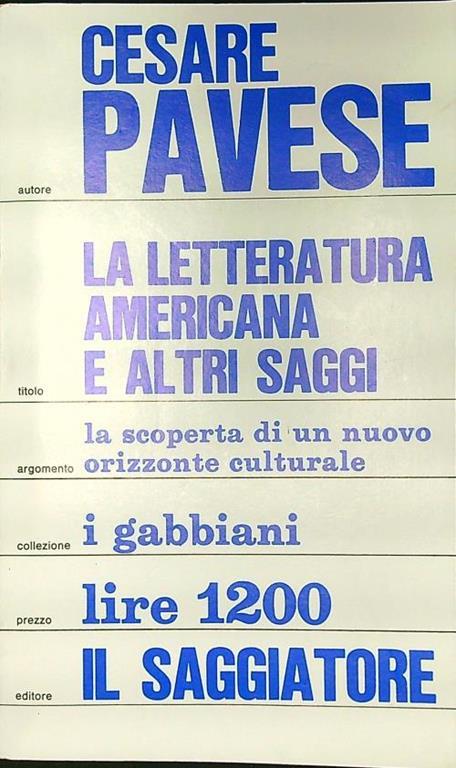 CESARE
autore PAVESE
LA LETTERATURA
AMERICANA
titolo E ALTRI SAGGI
la scoperta di un nuovo
argomento orizzonte culturale
collezione i gabbiani
prezzo lire 1200
editore IL SAGGIATORE